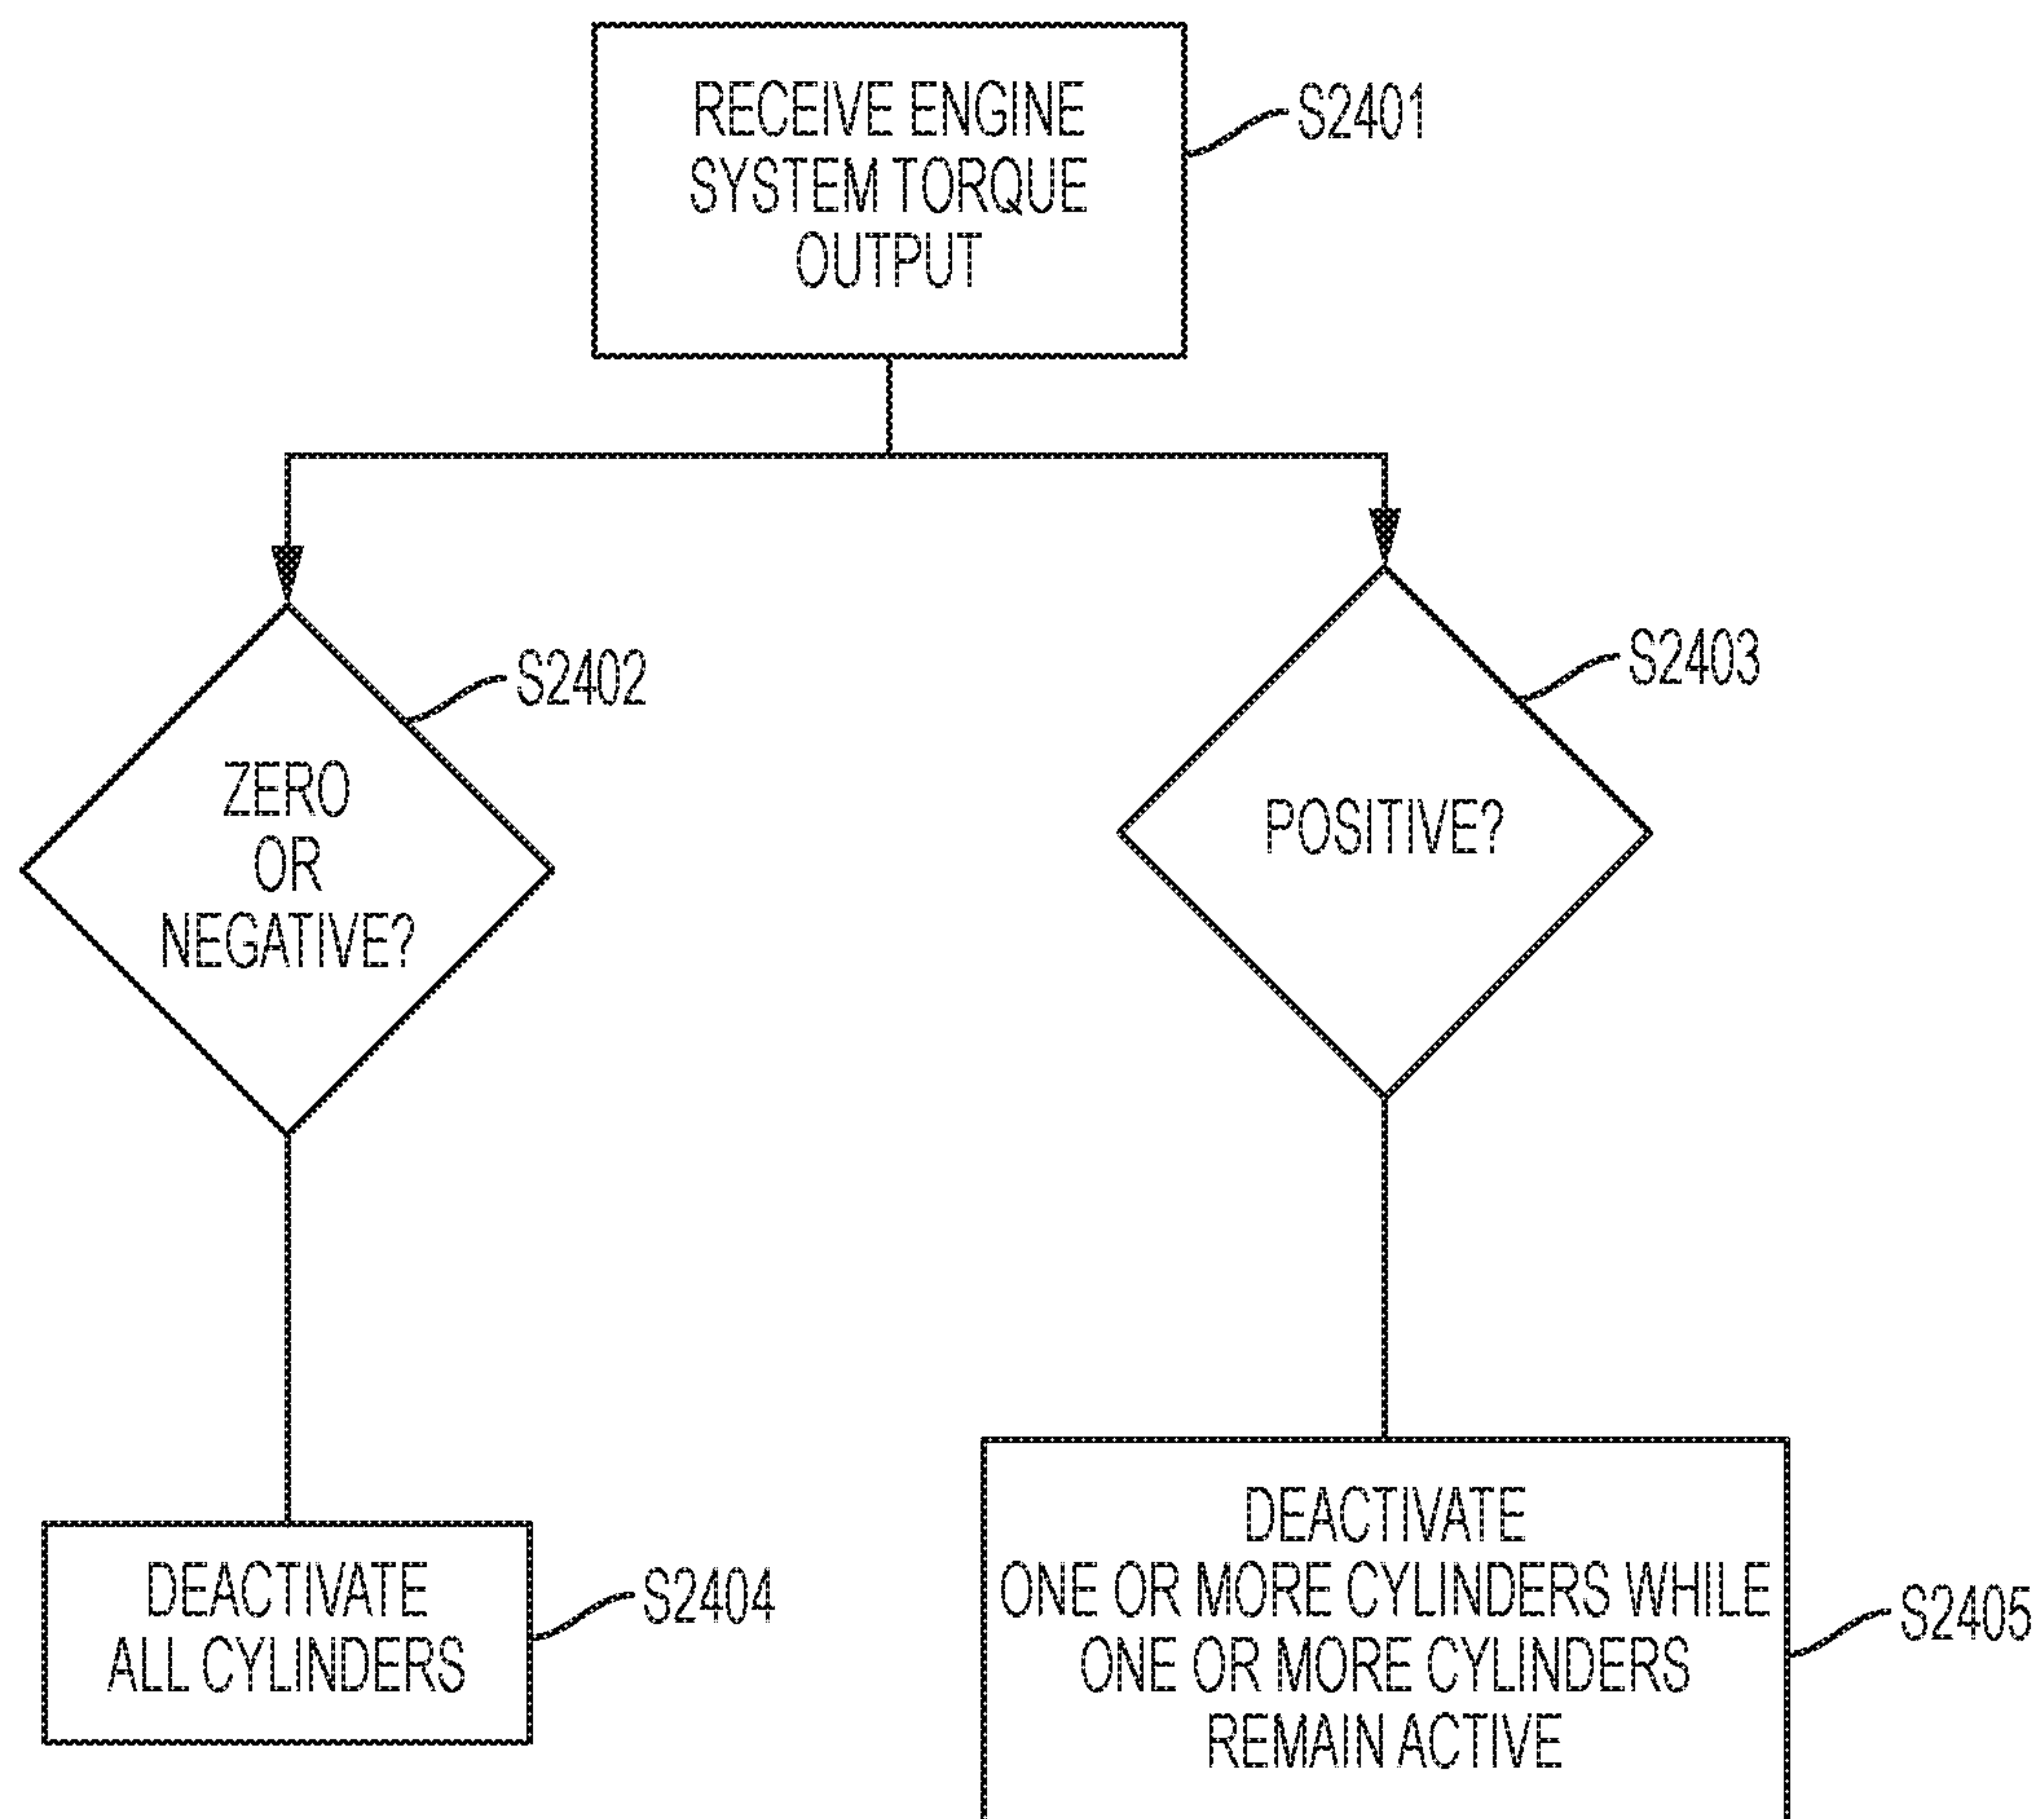 RECEIVE ENGINE
SYSTEM TORQUE
OUTPUT
S2401
S2402
ZERO
OR
NEGATIVE?
S2403
POSITIVE?
DEACTIVATE
ALL CYLINDERS
S2404
DEACTIVATE
ONE OR MORE CYLINDERS WHILE
ONE OR MORE CYLINDERS
REMAIN ACTIVE
S2405